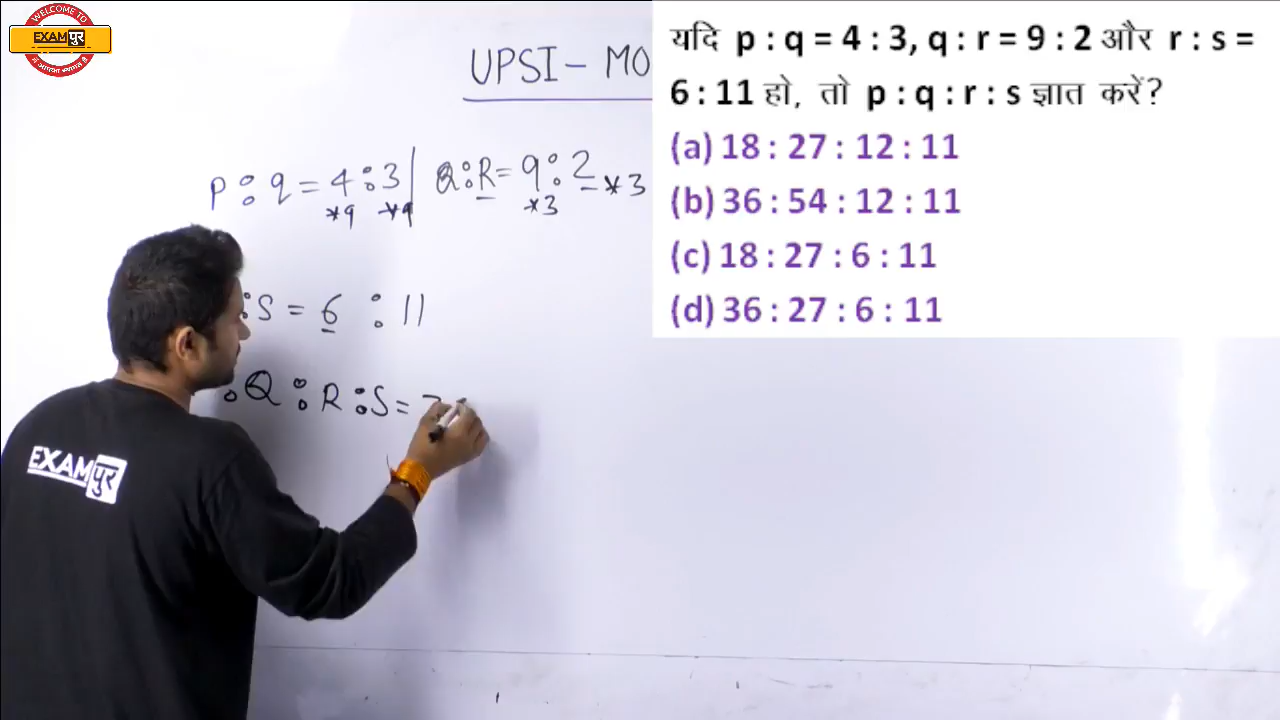 WELCOME TO
EXAMपुर
में आपका स्वागत है
UPSI - MO
यदि p : q = 4 : 3, q : r = 9 : 2 और r : s =
6 : 11 हो, तो p : q : r : s ज्ञात करें?
(a) 18 : 27 : 12 : 11
(b) 36 : 54 : 12 : 11
(c) 18 : 27 : 6 : 11
(d) 36 : 27 : 6 : 11
P : q = 4 : 3 | Q : R = 9 : 2 *3
*9 *9 *3
: S = 6 : 11
: Q : R : S =
EXAMपुर